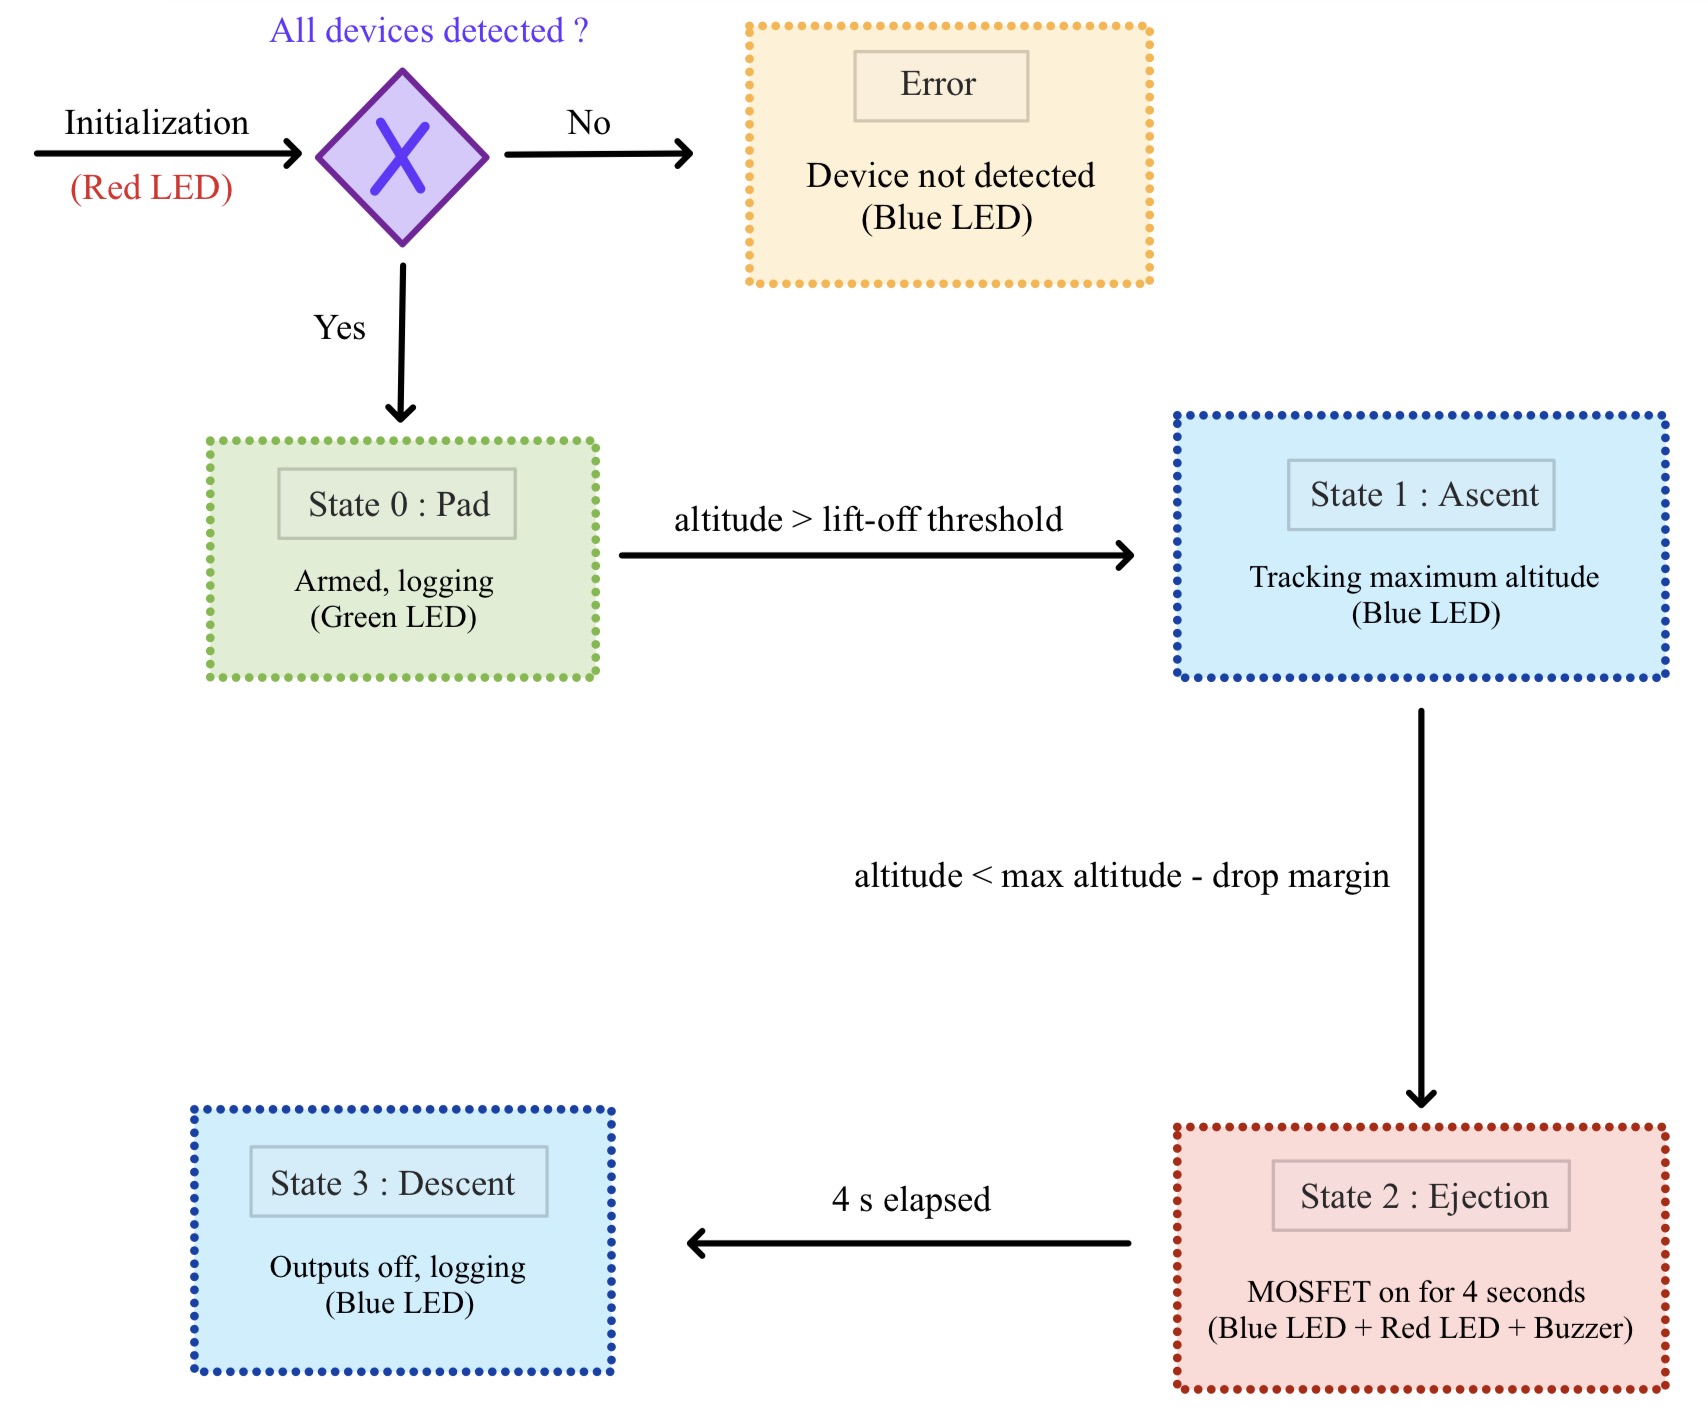 All devices detected ?
Initialization
(Red LED)
X
No
Error
Device not detected
(Blue LED)
Yes
State 0 : Pad
Armed, logging
(Green LED)
altitude > lift-off threshold
State 1 : Ascent
Tracking maximum altitude
(Blue LED)
altitude < max altitude - drop margin
State 2 : Ejection
MOSFET on for 4 seconds
(Blue LED + Red LED + Buzzer)
4 s elapsed
State 3 : Descent
Outputs off, logging
(Blue LED)